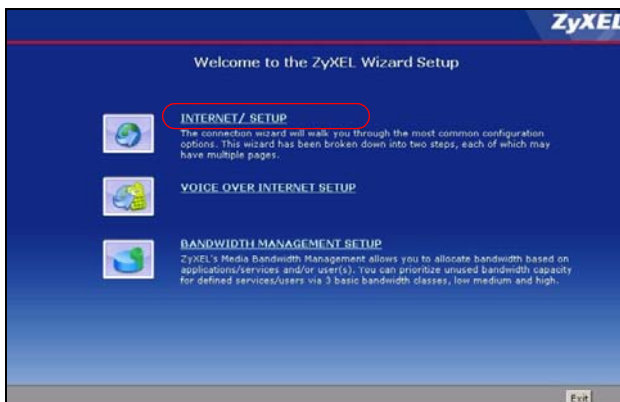 ZyXEL
Welcome to the ZyXEL Wizard Setup
INTERNET/ SETUP
The connection wizard will walk you through the most common configuration
options. This wizard has been broken down into two steps, each of which may
have multiple pages.
VOICE OVER INTERNET SETUP
BANDWIDTH MANAGEMENT SETUP
ZyXEL's Media Bandwidth Management allows you to allocate bandwidth based on
applications/services and/or user(s). You can prioritize unused bandwidth capacity
for defined services/users via 3 basic bandwidth classes, low medium and high.
Exit